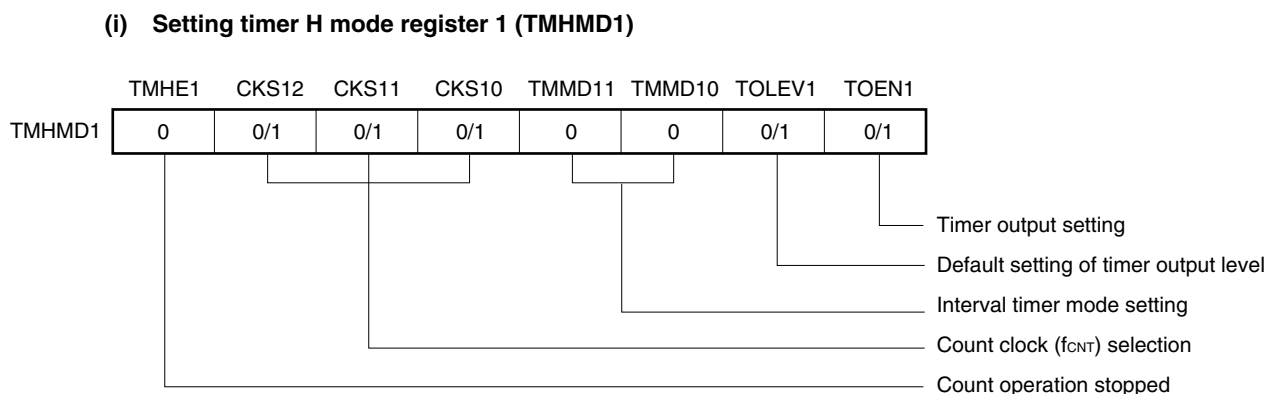 (i) Setting timer H mode register 1 (TMHMD1)
TMHE1 CKS12 CKS11 CKS10 TMMD11 TMMD10 TOLEV1 TOEN1
TMHMD1 0 0/1 0/1 0/1 0 0 0/1 0/1
Timer output setting
Default setting of timer output level
Interval timer mode setting
Count clock (fCNT) selection
Count operation stopped